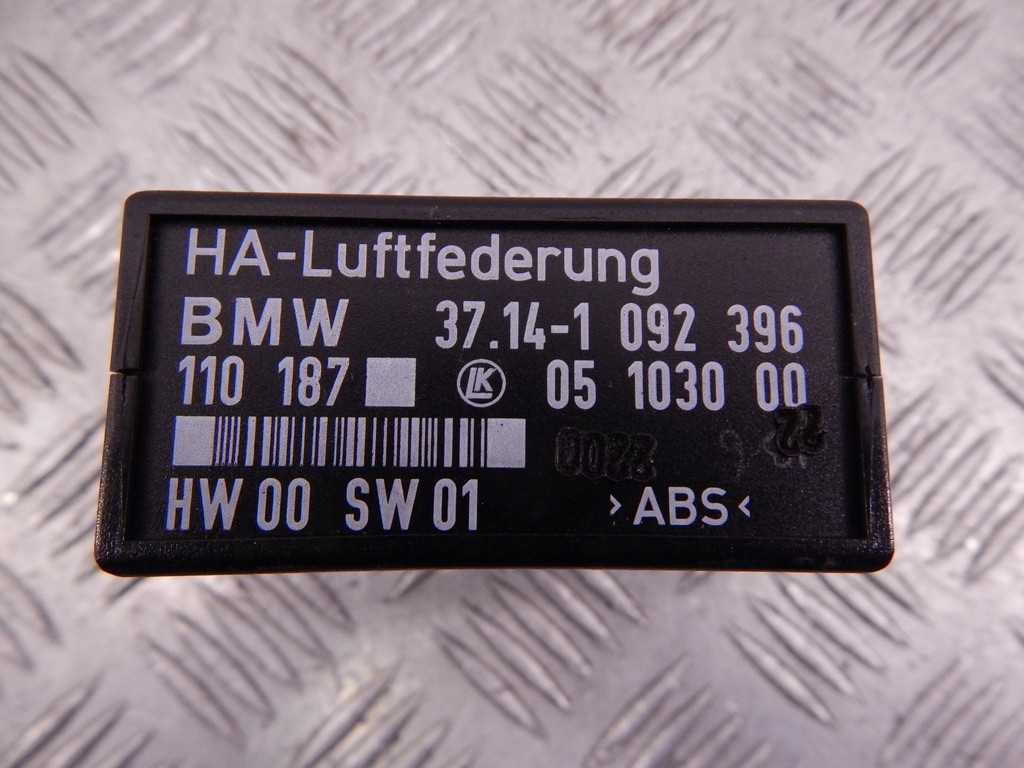 HA-Luftfederung
BMW 37.14-1 092 396
110 187 LK 05 1030 00
HW 00 SW 01 >ABS<